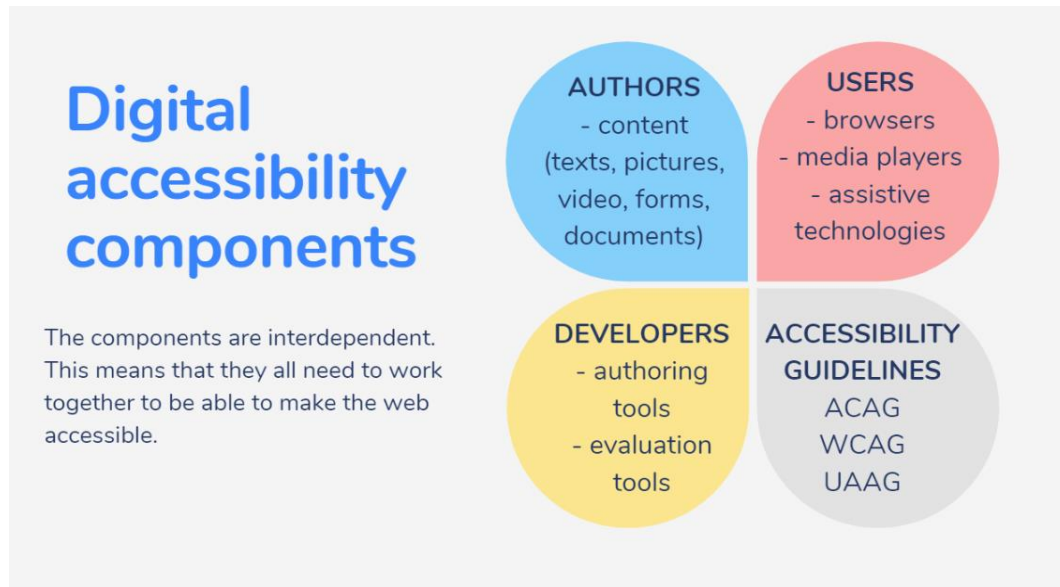 Digital
accessibility
components
The components are interdependent.
This means that they all need to work
together to be able to make the web
accessible.
AUTHORS
- content
(texts, pictures,
video, forms,
documents)
USERS
- browsers
- media players
- assistive
technologies
DEVELOPERS
- authoring
tools
- evaluation
tools
ACCESSIBILITY
GUIDELINES
ACAG
WCAG
UAAG